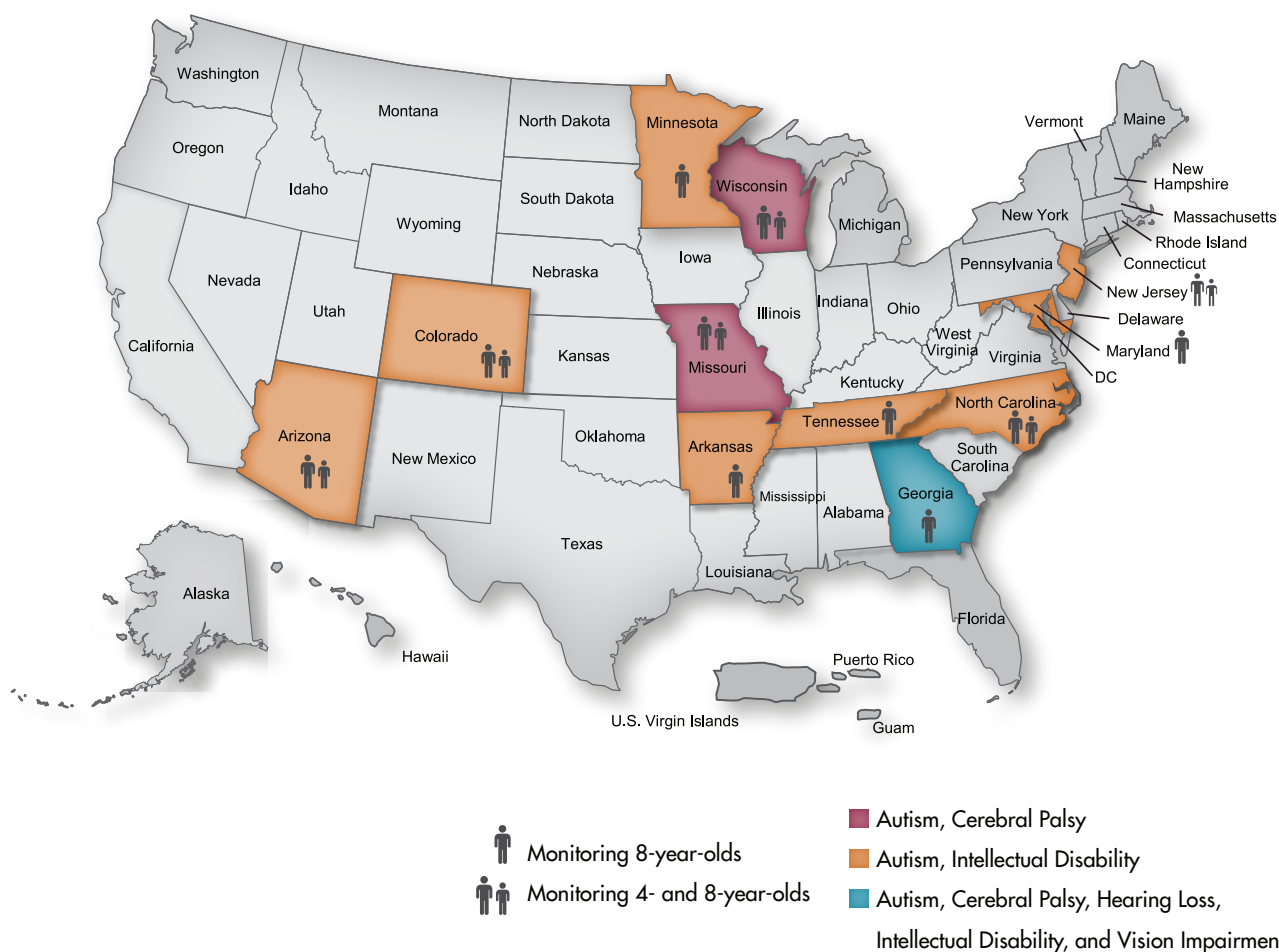 Washington
Montana
North Dakota
Minnesota
Vermont
Maine
Oregon
Idaho
South Dakota
Wisconsin
New
Hampshire
Wyoming
Michigan
New York
Massachusetts
Rhode Island
Connecticut
Nevada
Nebraska
Iowa
Pennsylvania
New Jersey
Utah
Colorado
Illinois
Indiana
Ohio
Delaware
California
Kansas
Missouri
West
Virginia
Virginia
Maryland
DC
Kentucky
Arizona
New Mexico
Oklahoma
Arkansas
Tennessee
North Carolina
South
Carolina
Texas
Mississippi
Alabama
Georgia
Louisiana
Alaska
Hawaii
Florida
Puerto Rico
U.S. Virgin Islands
Guam
Monitoring 8-year-olds
Monitoring 4- and 8-year-olds
Autism, Cerebral Palsy
Autism, Intellectual Disability
Autism, Cerebral Palsy, Hearing Loss,
Intellectual Disability, and Vision Impairmen